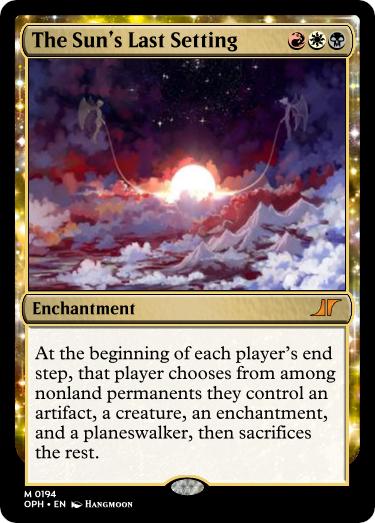 The Sun's Last Setting
Enchantment
At the beginning of each player's end
step, that player chooses from among
nonland permanents they control an
artifact, a creature, an enchantment,
and a planeswalker, then sacrifices
the rest.
M 0194
OPH • EN Hangmoon